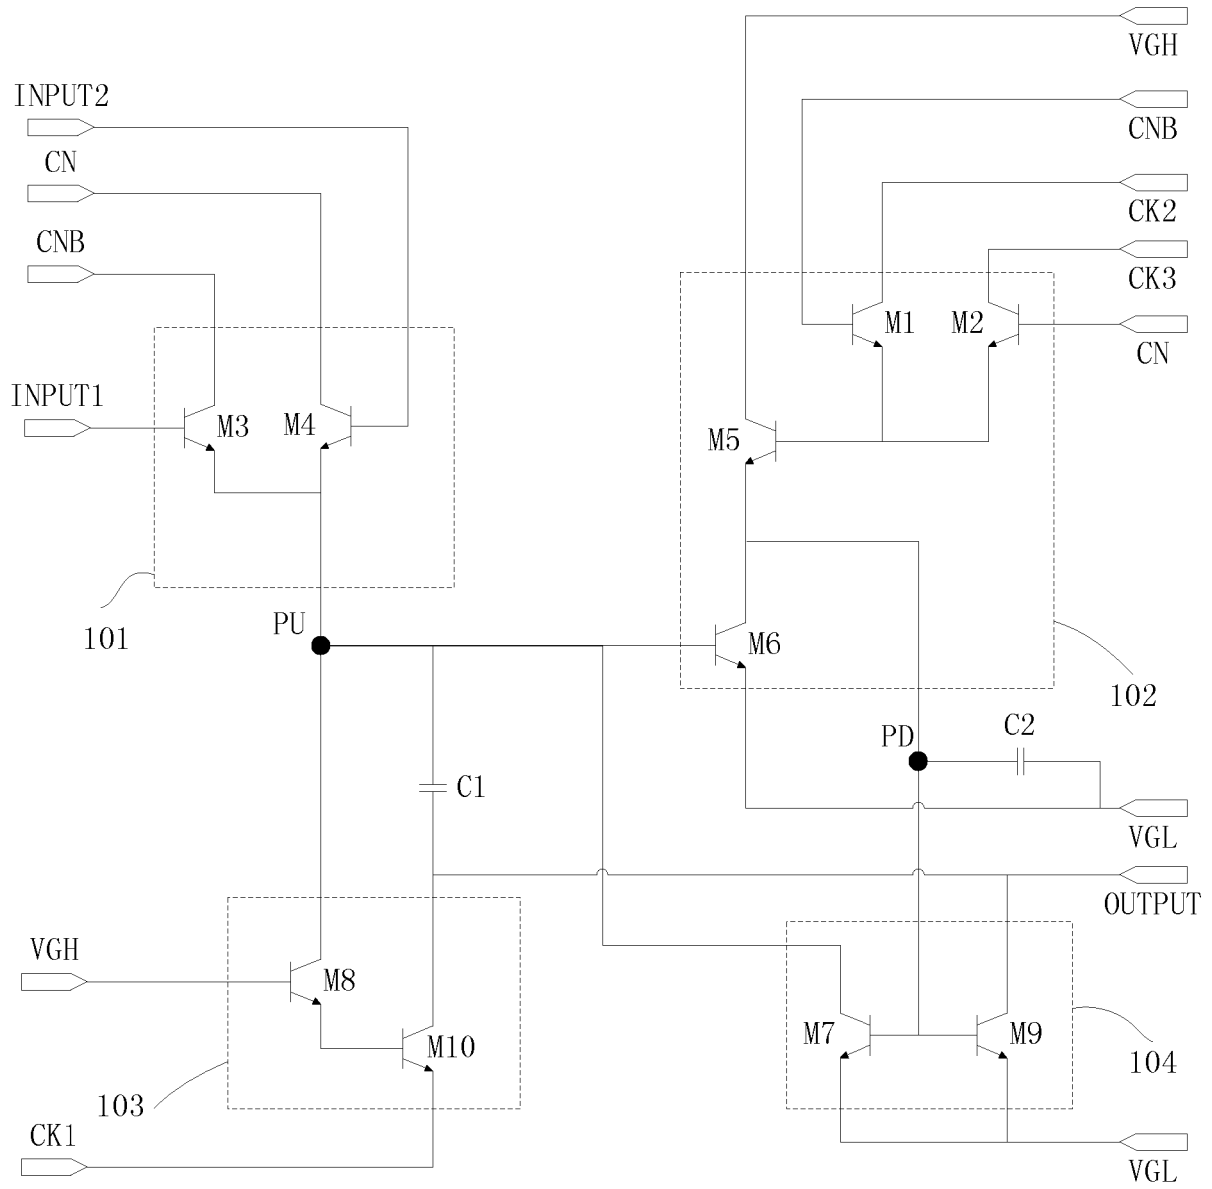 VGH
INPUT2
CNB
CN
CK2
CNB
CK3
M1
M2
CN
INPUT1
M3
M4
M5
101
PU
M6
102
C2
PD
C1
VGL
OUTPUT
VGH
M8
M7
M9
M10
104
103
CK1
VGL